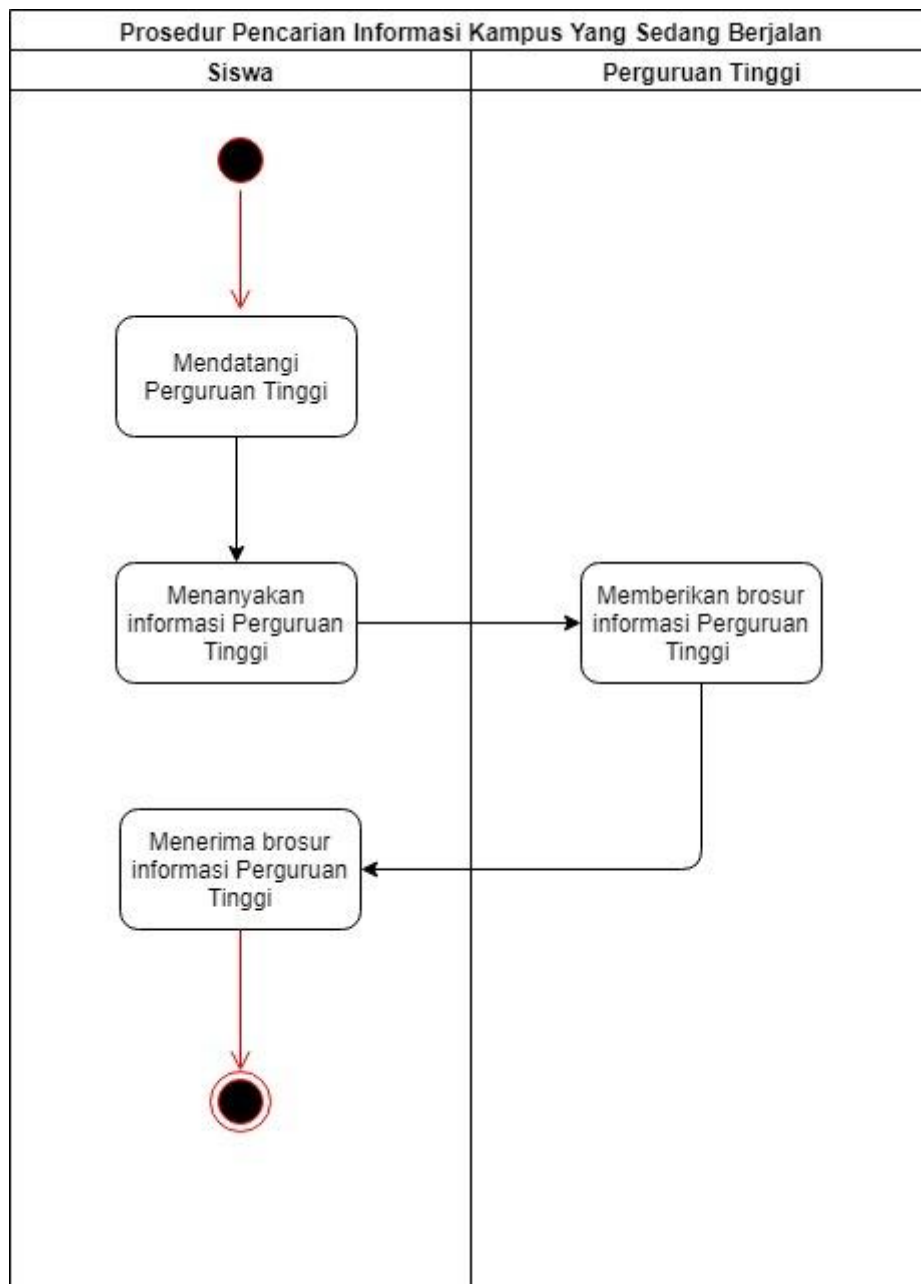 Prosedur Pencarian Informasi Kampus Yang Sedang Berjalan
Siswa
Perguruan Tinggi
Mendatangi
Perguruan Tinggi
Menanyakan
informasi Perguruan
Tinggi
Memberikan brosur
informasi Perguruan
Tinggi
Menerima brosur
informasi Perguruan
Tinggi